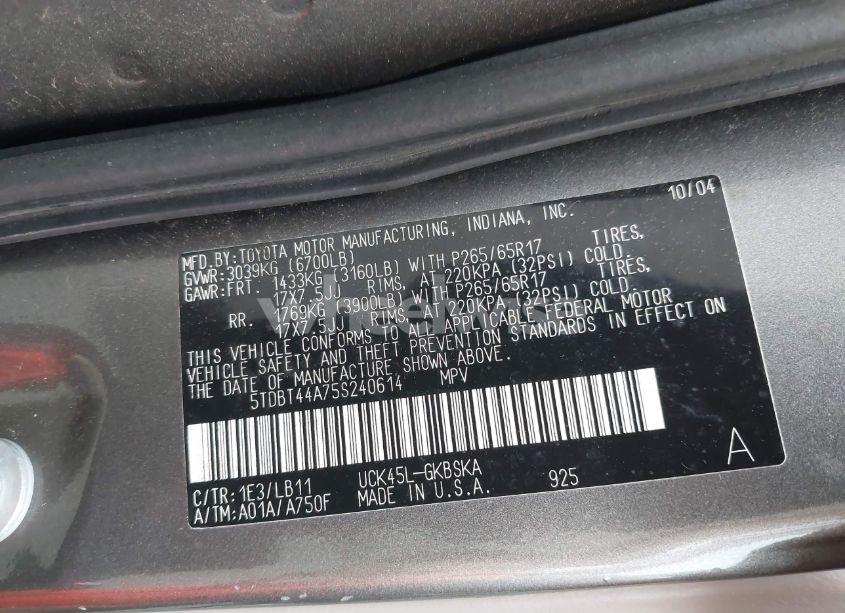 10/04
MFD.BY:TOYOTA MOTOR MANUFACTURING, INDIANA, INC.
GVWR:3039KG (6700LB)
GAWR:FRT. 1433KG (3160LB) WITH P265/65R17 TIRES,
17X7.5JJ RIMS, AT 220KPA (32PSI) COLD.
RR. 1769KG (3900LB) WITH P265/65R17 TIRES,
17X7.5JJ RIMS, AT 220KPA (32PSI) COLD.
THIS VEHICLE CONFORMS TO ALL APPLICABLE FEDERAL MOTOR
VEHICLE SAFETY AND THEFT PREVENTION STANDARDS IN EFFECT ON
THE DATE OF MANUFACTURE SHOWN ABOVE.
5TDBT44A75S240614 MPV
C/TR:1E3/LB11 UCK45L-GKBSKA
A/TM:A01A/A750F MADE IN U.S.A. 925 A